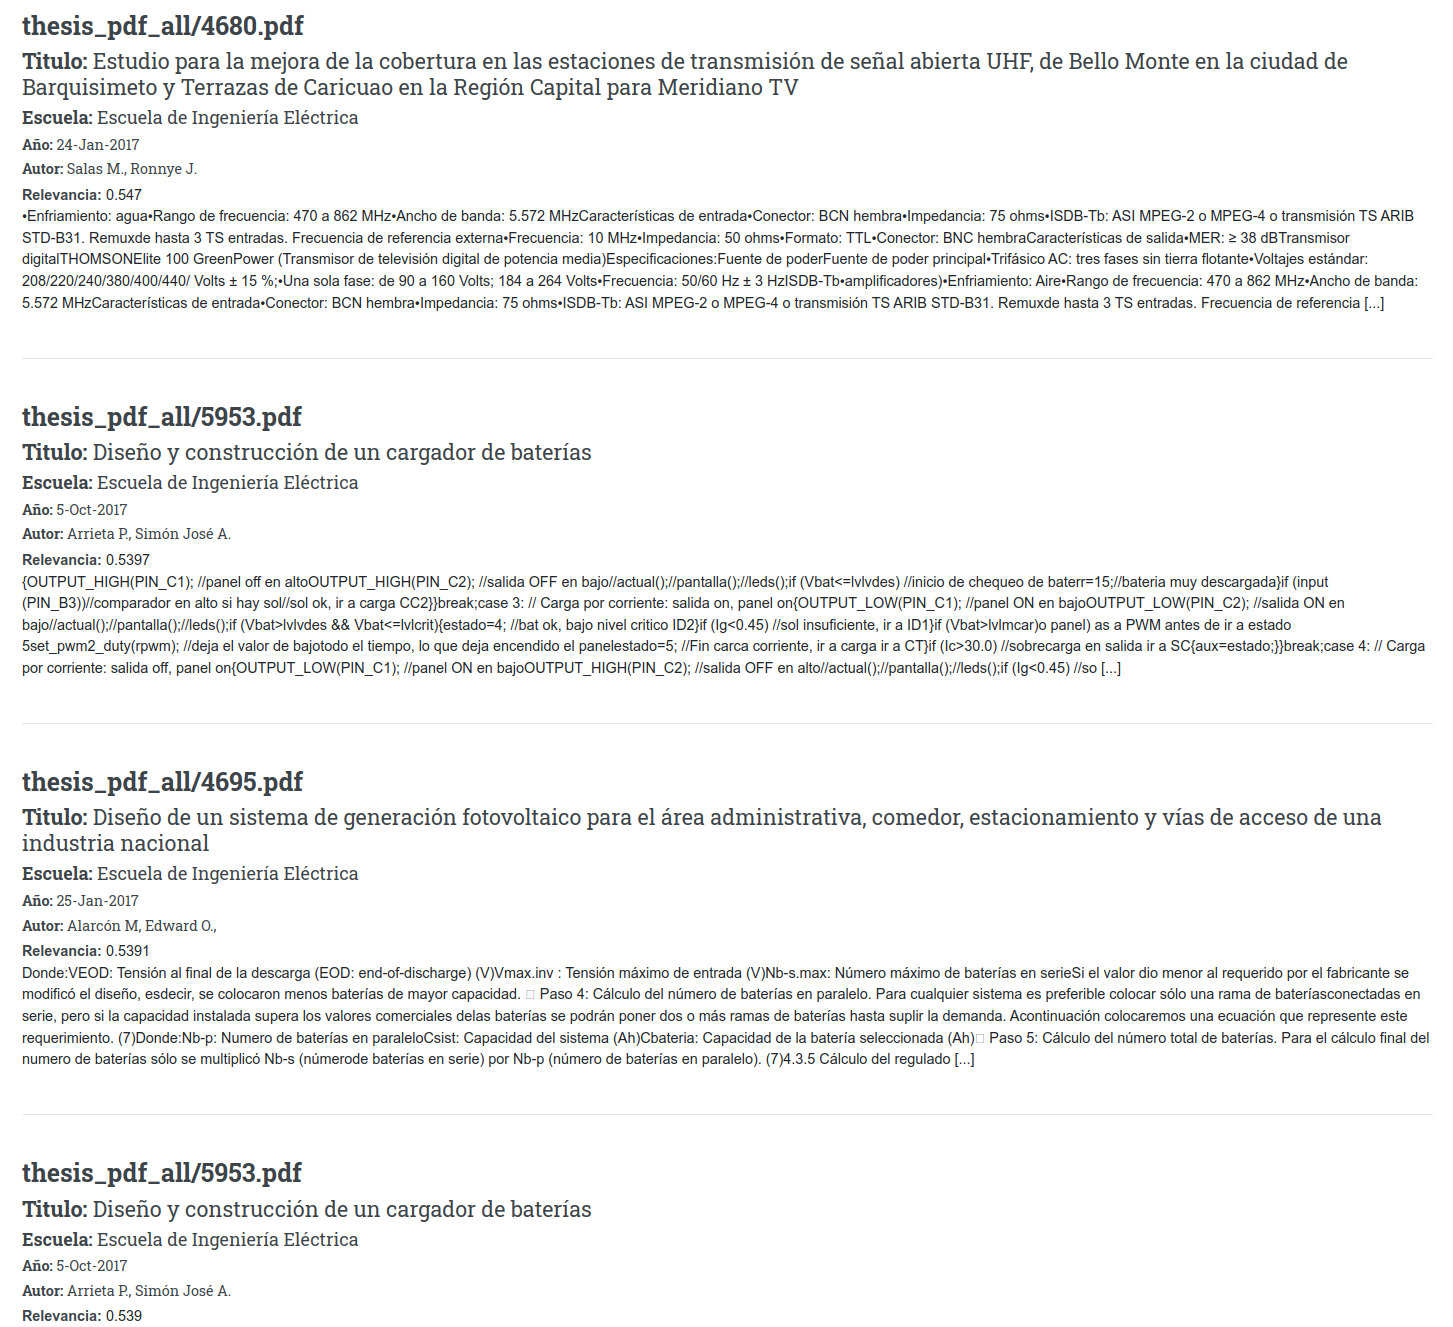 thesis_pdf_all/4680.pdf
Titulo: Estudio para la mejora de la cobertura en las estaciones de transmisión de señal abierta UHF, de Bello Monte en la ciudad de
Barquisimeto y Terrazas de Caricuao en la Región Capital para Meridiano TV
Escuela: Escuela de Ingeniería Eléctrica
Año: 24-Jan-2017
Autor: Salas M., Ronnye J.
Relevancia: 0.547
•Enfriamiento: agua•Rango de frecuencia: 470 a 862 MHz•Ancho de banda: 5.572 MHzCaracterísticas de entrada•Conector: BCN hembra•Impedancia: 75 ohms•ISDB-Tb: ASI MPEG-2 o MPEG-4 o transmisión TS ARIB
STD-B31. Remuxde hasta 3 TS entradas. Frecuencia de referencia externa•Frecuencia: 10 MHz•Impedancia: 50 ohms•Formato: TTL•Conector: BNC hembraCaracterísticas de salida•MER: ≥ 38 dBTransmisor
digitalTHOMSONElite 100 GreenPower (Transmisor de televisión digital de potencia media)Especificaciones:Fuente de poderFuente de poder principal•Trifásico AC: tres fases sin tierra flotante•Voltajes estándar:
208/220/240/380/400/440/ Volts ± 15 %;•Una sola fase: de 90 a 160 Volts; 184 a 264 Volts•Frecuencia: 50/60 Hz ± 3 HzISDB-Tb•amplificadores)•Enfriamiento: Aire•Rango de frecuencia: 470 a 862 MHz•Ancho de banda:
5.572 MHzCaracterísticas de entrada•Conector: BCN hembra•Impedancia: 75 ohms•ISDB-Tb: ASI MPEG-2 o MPEG-4 o transmisión TS ARIB STD-B31. Remuxde hasta 3 TS entradas. Frecuencia de referencia [...]
thesis_pdf_all/5953.pdf
Titulo: Diseño y construcción de un cargador de baterías
Escuela: Escuela de Ingeniería Eléctrica
Año: 5-Oct-2017
Autor: Arrieta P., Simón José A.
Relevancia: 0.5397
{OUTPUT_HIGH(PIN_C1); //panel off en altoOUTPUT_HIGH(PIN_C2); //salida OFF en bajo//actual();//pantalla();//leds();if (Vbat<=lvlvdes) //inicio de chequeo de baterr=15;//bateria muy descargada}if (input
(PIN_B3))//comparador en alto si hay sol//sol ok, ir a carga CC2}}break;case 3: // Carga por corriente: salida on, panel on{OUTPUT_LOW(PIN_C1); //panel ON en bajoOUTPUT_LOW(PIN_C2); //salida ON en
bajo//actual();//pantalla();//leds();if (Vbat>lvlvdes && Vbat<=lvlcrit){estado=4; //bat ok, bajo nivel critico ID2}if (Ig<0.45) //sol insuficiente, ir a ID1}if (Vbat>lvlmcar)o panel) as a PWM antes de ir a estado
5set_pwm2_duty(rpwm); //deja el valor de bajotodo el tiempo, lo que deja encendido el panelestado=5; //Fin carca corriente, ir a carga ir a CT}if (Ic>30.0) //sobrecarga en salida ir a SC{aux=estado;}}break;case 4: // Carga
por corriente: salida off, panel on{OUTPUT_LOW(PIN_C1); //panel ON en bajoOUTPUT_HIGH(PIN_C2); //salida OFF en alto//actual();//pantalla();//leds();if (Ig<0.45) //so [...]
thesis_pdf_all/4695.pdf
Titulo: Diseño de un sistema de generación fotovoltaico para el área administrativa, comedor, estacionamiento y vías de acceso de una
industria nacional
Escuela: Escuela de Ingeniería Eléctrica
Año: 25-Jan-2017
Autor: Alarcón M, Edward O.,
Relevancia: 0.5391
Donde:VEOD: Tensión al final de la descarga (EOD: end-of-discharge) (V)Vmax.inv : Tensión máximo de entrada (V)Nb-s.max: Número máximo de baterías en serieSi el valor dio menor al requerido por el fabricante se
modificó el diseño, esdecir, se colocaron menos baterías de mayor capacidad.  Paso 4: Cálculo del número de baterías en paralelo. Para cualquier sistema es preferible colocar sólo una rama de bateríasconectadas en
serie, pero si la capacidad instalada supera los valores comerciales delas baterías se podrán poner dos o más ramas de baterías hasta suplir la demanda. Acontinuación colocaremos una ecuación que represente este
requerimiento. (7)Donde:Nb-p: Numero de baterías en paraleloCsist: Capacidad del sistema (Ah)Cbateria: Capacidad de la batería seleccionada (Ah) Paso 5: Cálculo del número total de baterías. Para el cálculo final del
numero de baterías sólo se multiplicó Nb-s (númerode baterías en serie) por Nb-p (número de baterías en paralelo). (7)4.3.5 Cálculo del regulado [...]
thesis_pdf_all/5953.pdf
Titulo: Diseño y construcción de un cargador de baterías
Escuela: Escuela de Ingeniería Eléctrica
Año: 5-Oct-2017
Autor: Arrieta P., Simón José A.
Relevancia: 0.539